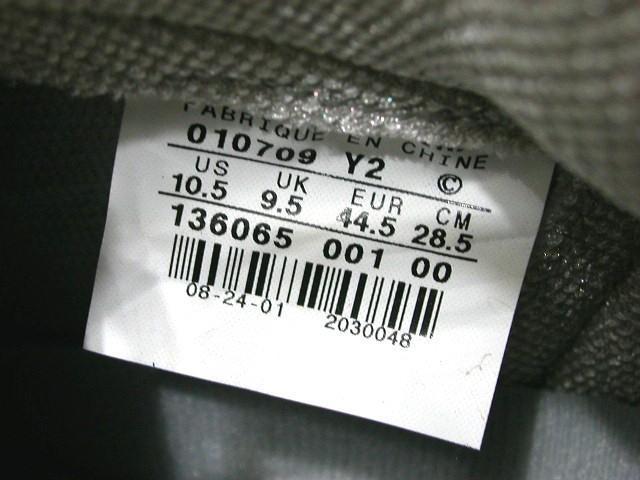 FABRIQUE EN CHINE
010709 Y2 ©
US UK EUR CM
10.5 9.5 44.5 28.5
136065 001 00
08-24-01 2030048